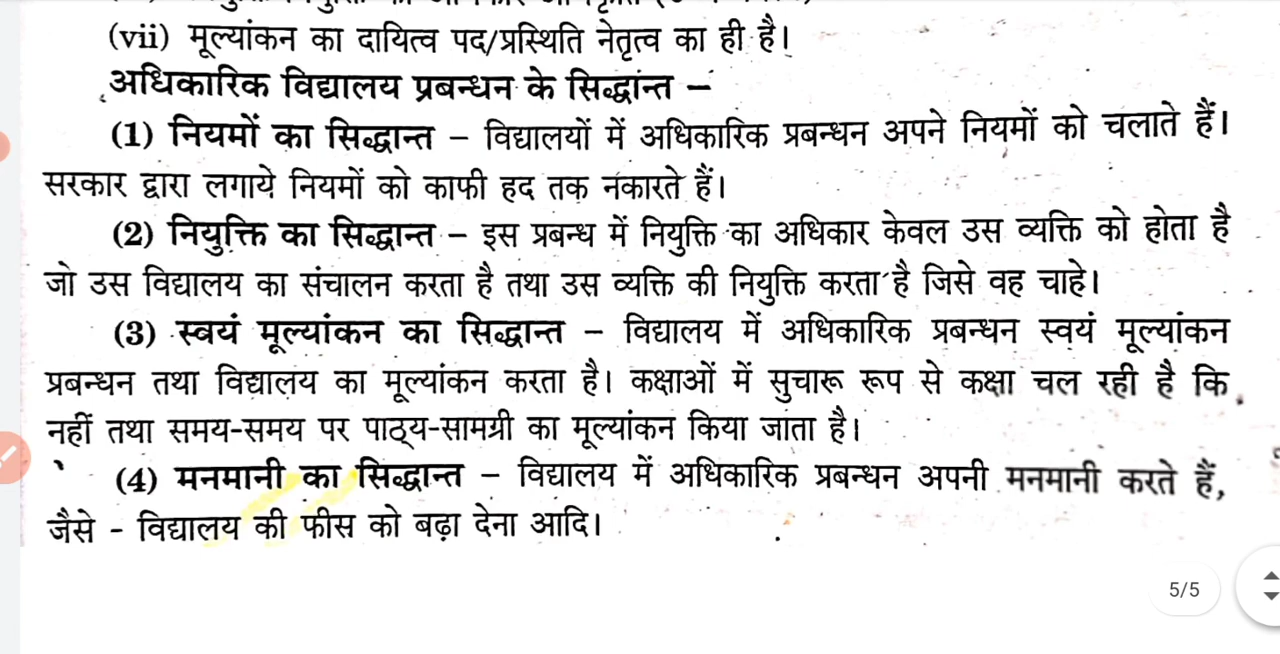 (vii) मूल्यांकन का दायित्व पद/प्रस्थिति नेतृत्व का ही है।
अधिकारिक विद्यालय प्रबन्धन के सिद्धांन्त –
(1) नियमों का सिद्धान्त – विद्यालयों में अधिकारिक प्रबन्धन अपने नियमों को चलाते हैं।
सरकार द्वारा लगाये नियमों को काफी हद तक नंकारते हैं।
(2) नियुक्ति का सिद्धान्त – इस प्रबन्ध में नियुक्ति का अधिकार केवल उस व्यक्ति को होता है
जो उस विद्यालय का संचालन करता है तथा उस व्यक्ति की नियुक्ति करता है जिसे वह चाहे।
(3) स्वयं मूल्यांकन का सिद्धान्त – विद्यालय में अधिकारिक प्रबन्धन स्वयं मूल्यांकन
प्रबन्धन तथा विद्यालय का मूल्यांकन करता है। कक्षाओं में सुचारू रूप से कक्षा चल रही है कि
नहीं तथा समय-समय पर पाठ्य-सामग्री का मूल्यांकन किया जाता है।
(4) मनमानी का सिद्धान्त – विद्यालय में अधिकारिक प्रबन्धन अपनी मनमानी करते हैं,
जैसे - विद्यालय की फीस को बढ़ा देना आदि।
5/5